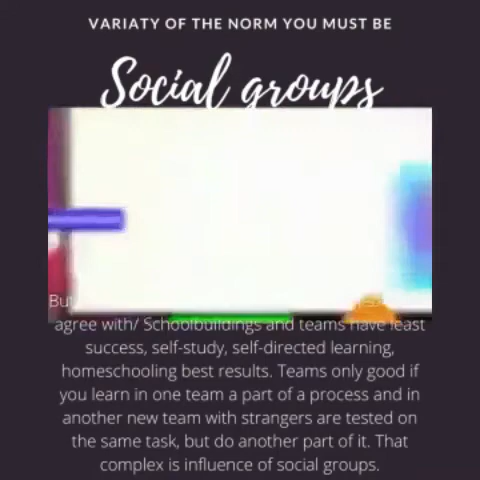 VARIATY OF THE NORM YOU MUST BE
Social groups
But
agree with/ Schoolbuildings and teams have least
success, self-study, self-directed learning,
homeschooling best results. Teams only good if
you learn in one team a part of a process and in
another new team with strangers are tested on
the same task, but do another part of it. That
complex is influence of social groups.